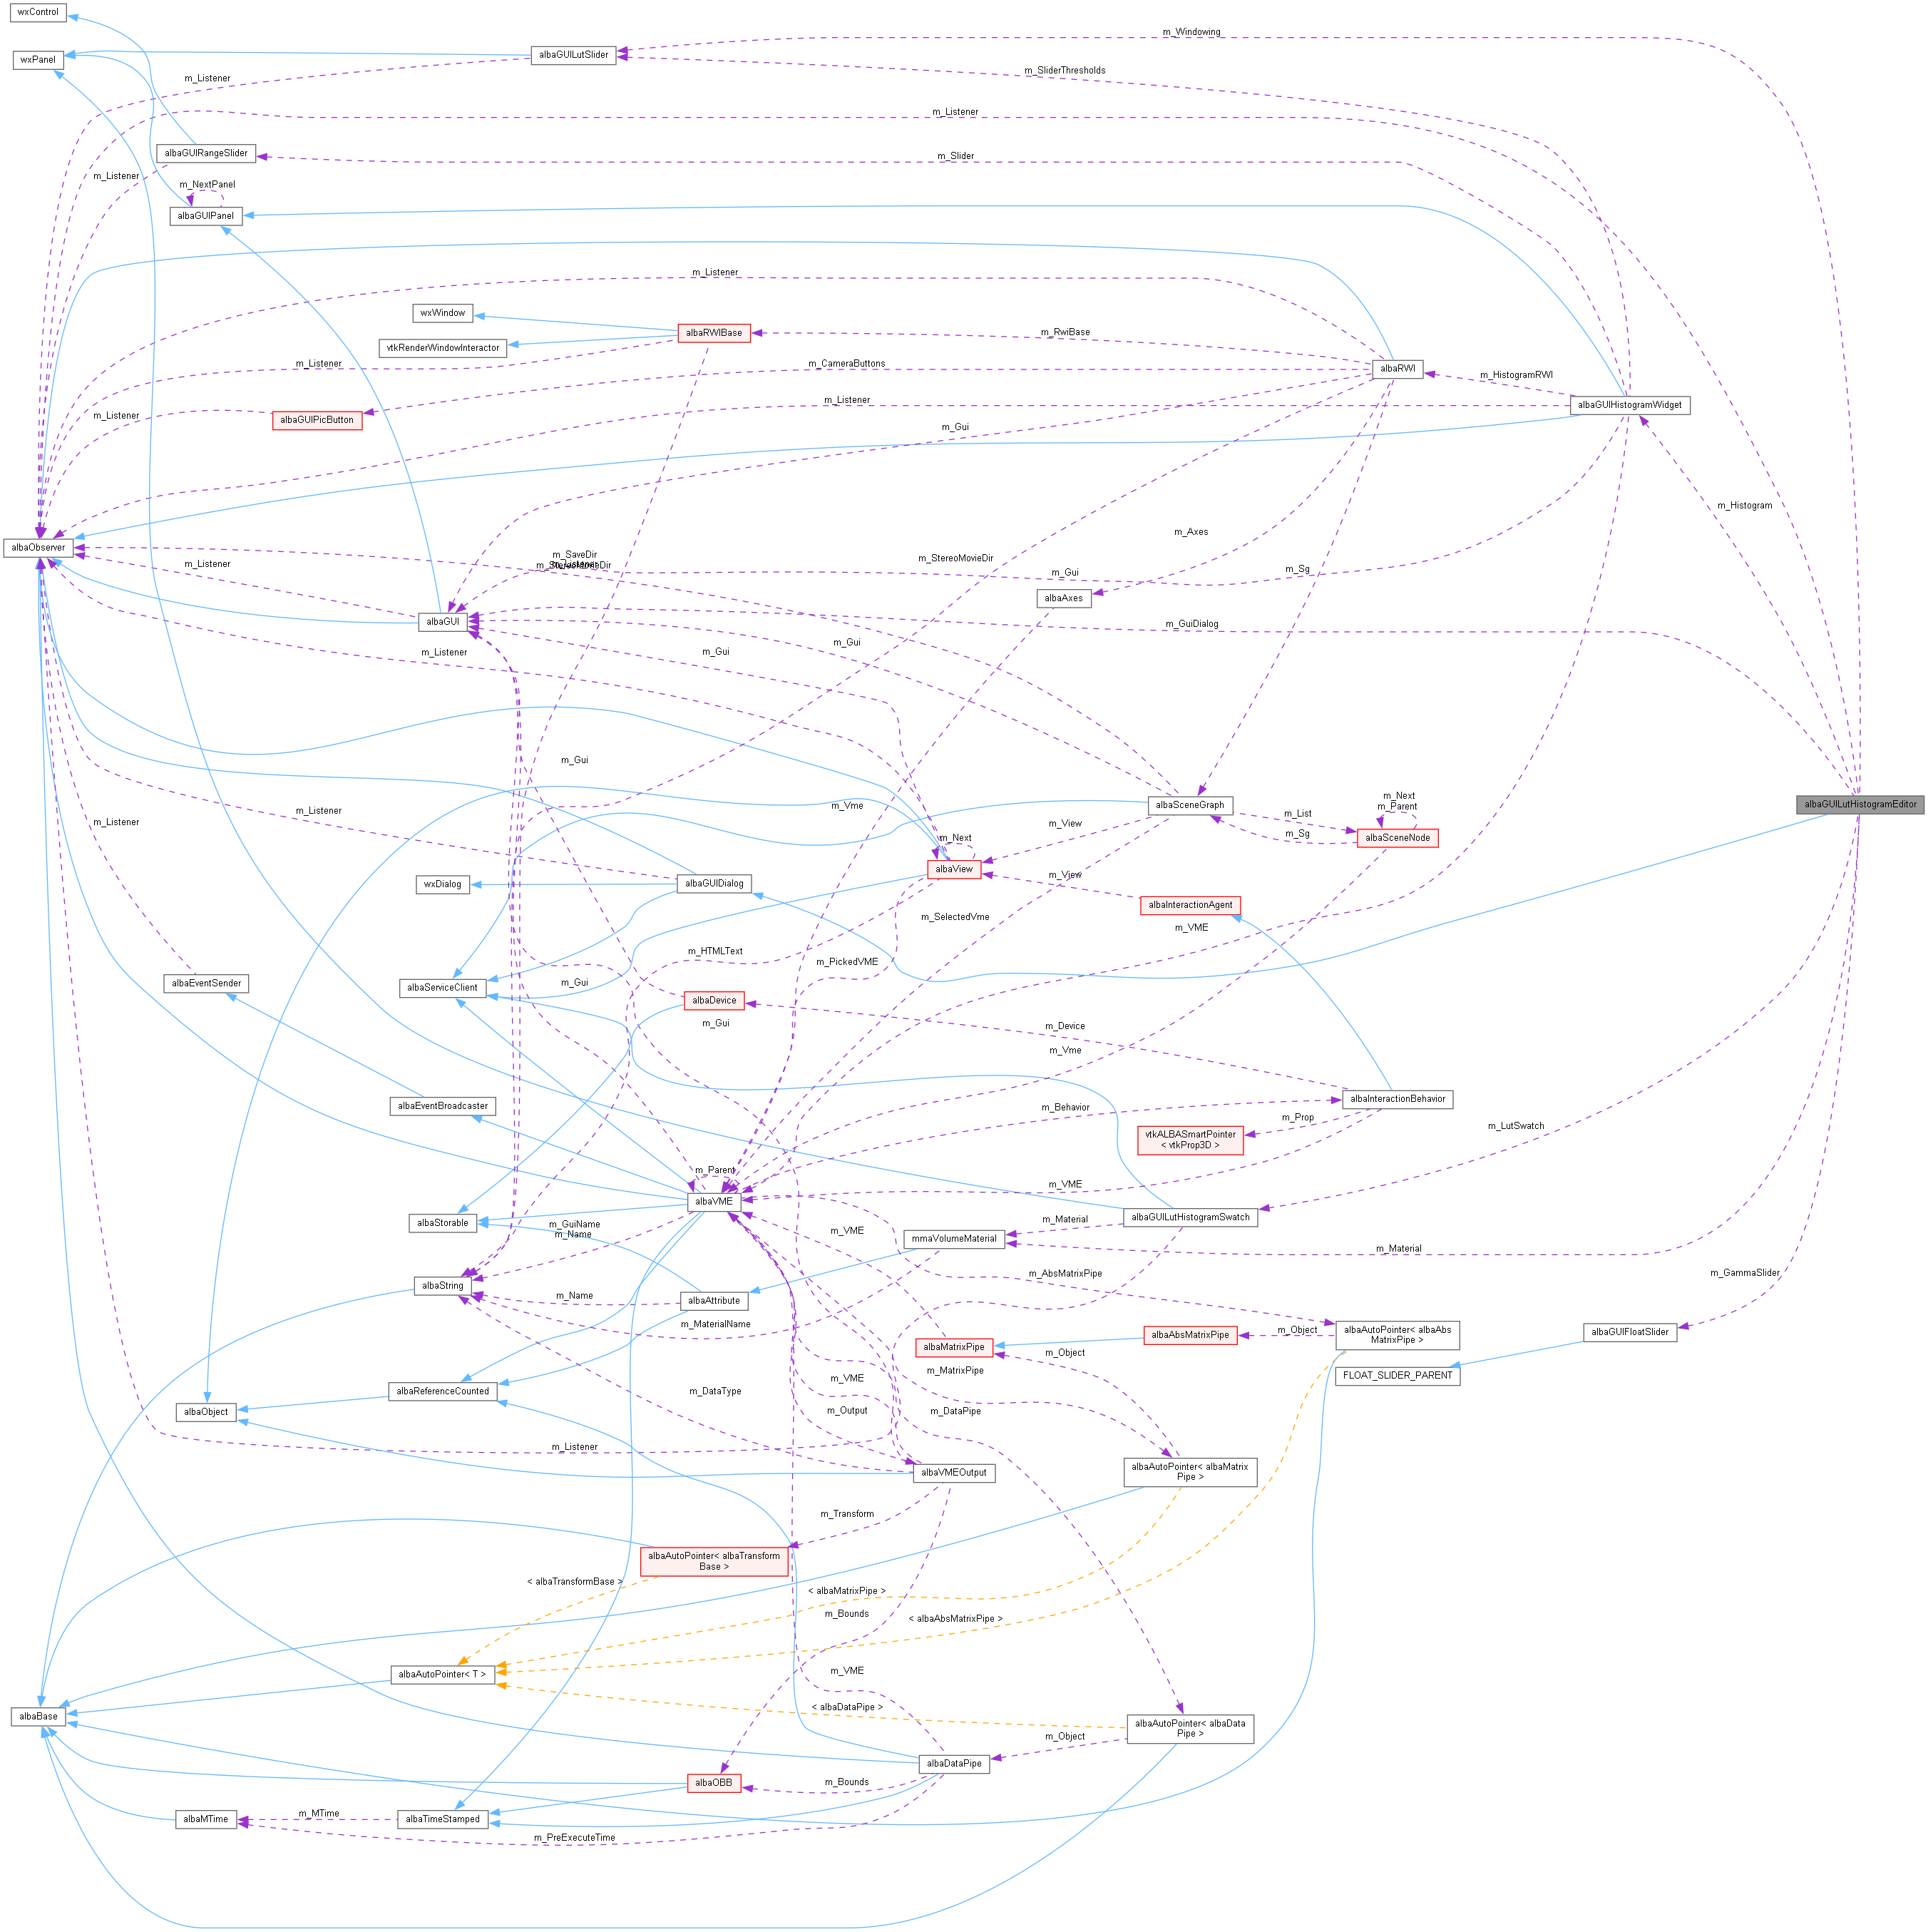 wxControl
m_Windowing
albaGUILutSlider
wxPanel
m_SliderThresholds
m_Listener
m_Listener
albaGUIRangeSlider
m_Slider
m_Listener
m_NextPanel
albaGUIPanel
m_Listener
wxWindow
albaRWIBase
m_RwiBase
vtkRenderWindowInteractor
m_Listener
m_CameraButtons
albaRWI
m_HistogramRWI
m_Listener
albaGUIHistogramWidget
m_Listener
albaGUIPicButton
m_Gui
m_Histogram
m_Axes
albaObserver
m_SaveDir
m_StereoMovieDir
m_Listener
m_StereoMovieDir
m_Listener
m_Gui
m_Sg
albaAxes
albaGUI
m_GuiDialog
m_Gui
m_Listener
m_Gui
m_Gui
m_Next
m_Parent
m_Listener
m_Vme
albaSceneGraph
albaGUILutHistogramEditor
m_List
m_View
m_Sg
albaSceneNode
m_Next
albaView
wxDialog
albaGUIDialog
m_View
albaInteractionAgent
m_SelectedVme
m_VME
m_HTMLText
m_PickedVME
albaEventSender
m_Gui
albaServiceClient
albaDevice
m_Gui
m_Device
m_Vme
albaInteractionBehavior
albaEventBroadcaster
m_Behavior
m_Prop
m_LutSwatch
vtkALBASmartPointer
< vtkProp3D >
m_Parent
m_VME
albaVME
albaGUILutHistogramSwatch
albaStorable
m_GuiName
m_Name
m_VME
mmaVolumeMaterial
m_Material
m_Material
m_AbsMatrixPipe
m_GammaSlider
albaString
m_Name
albaAttribute
m_MaterialName
albaAutoPointer< albaAbs
MatrixPipe >
albaGUIFloatSlider
m_Object
albaAbsMatrixPipe
albaMatrixPipe
m_Object
m_MatrixPipe
m_VME
FLOAT_SLIDER_PARENT
albaReferenceCounted
m_DataType
albaObject
m_Output
m_DataPipe
m_Listener
albaVMEOutput
albaAutoPointer< albaMatrix
Pipe >
m_Transform
albaAutoPointer< albaTransform
Base >
< albaTransformBase >
< albaMatrixPipe >
m_Bounds
< albaAbsMatrixPipe >
albaAutoPointer< T >
m_VME
< albaDataPipe >
albaBase
albaAutoPointer< albaData
Pipe >
m_Object
albaDataPipe
albaOBB
m_Bounds
albaMTime
m_MTime
albaTimeStamped
m_PreExecuteTime